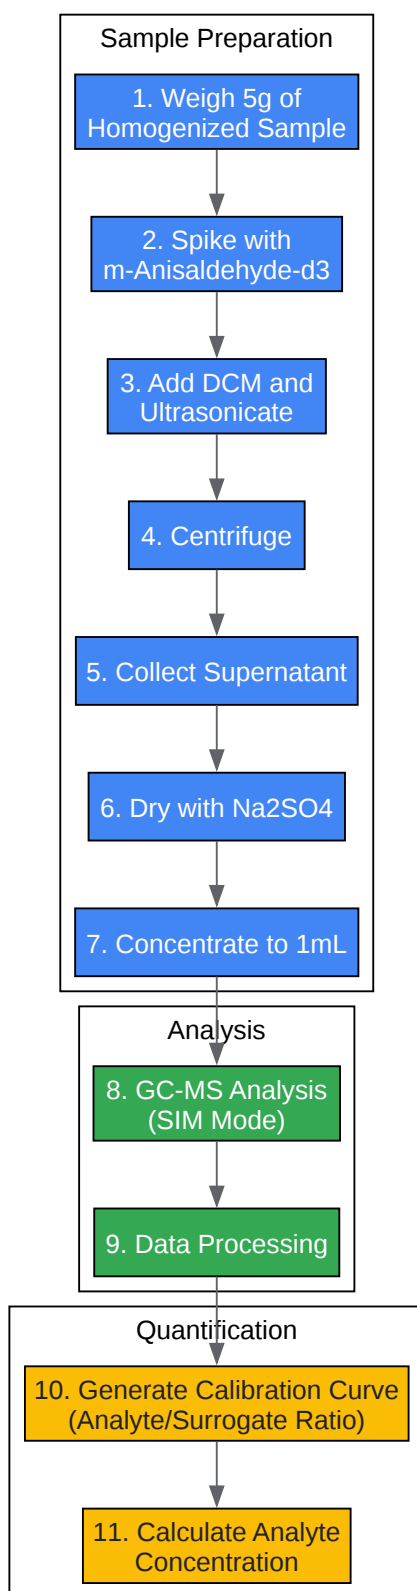 Sample Preparation
1. Weigh 5g of
Homogenized Sample
2. Spike with
m-Anisaldehyde-d3
3. Add DCM and
Ultrasonicate
4. Centrifuge
5. Collect Supernatant
6. Dry with Na2SO4
7. Concentrate to 1mL
Analysis
8. GC-MS Analysis
(SIM Mode)
9. Data Processing
Quantification
10. Generate Calibration Curve
(Analyte/Surrogate Ratio)
11. Calculate Analyte
Concentration